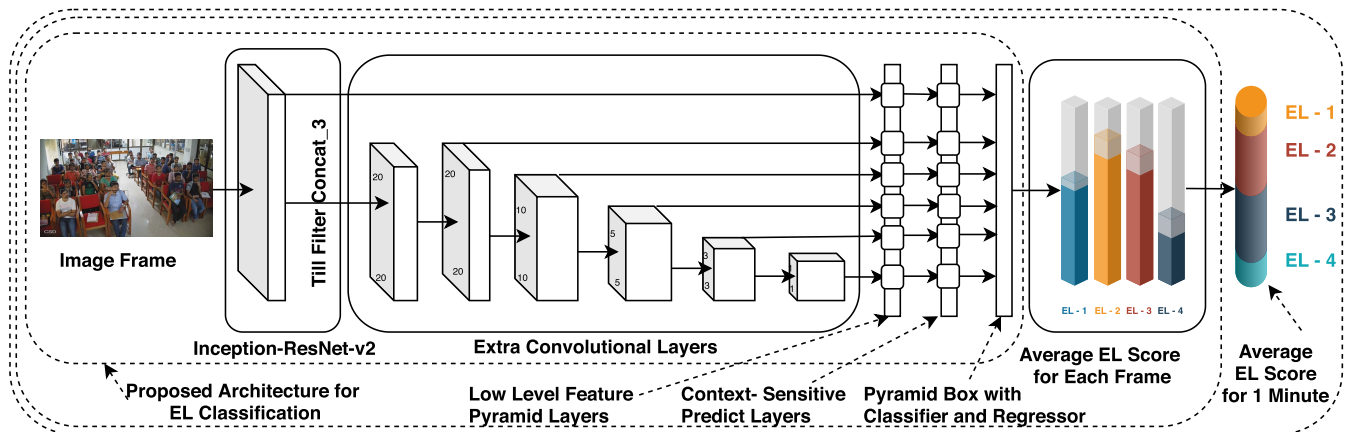 Image Frame
CSO
Till Filter Concat_3
Inception-ResNet-v2
20
20
20
20
10
10
5
5
3
3
1
Extra Convolutional Layers
Proposed Architecture for
EL Classification
Low Level Feature
Pyramid Layers
Context- Sensitive
Predict Layers
Pyramid Box with
Classifier and Regressor
EL - 1
EL - 2
EL - 3
EL - 4
Average EL Score
for Each Frame
EL - 1
EL - 2
EL - 3
EL - 4
Average
EL Score
for 1 Minute